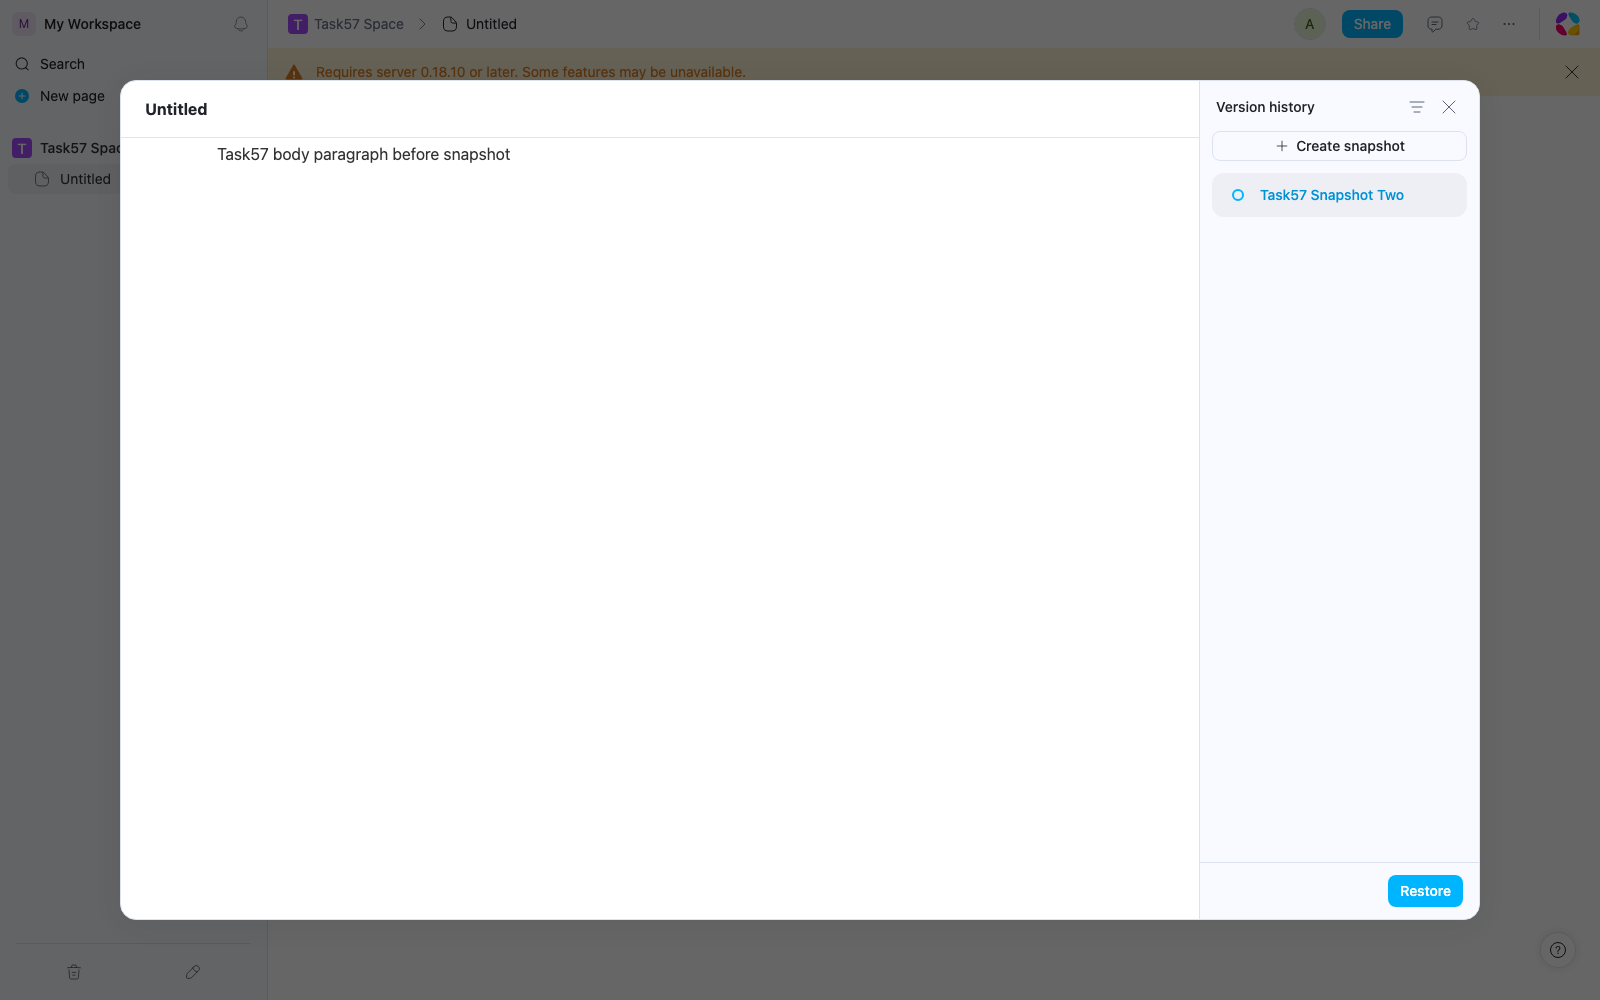 M My Workspace
Search
New page
T Task57 Spac
Untitled
T Task57 Space > Untitled
A
Share
Requires server 0.18.10 or later. Some features may be unavailable.
Untitled
Task57 body paragraph before snapshot
Version history
Create snapshot
Task57 Snapshot Two
Restore
?